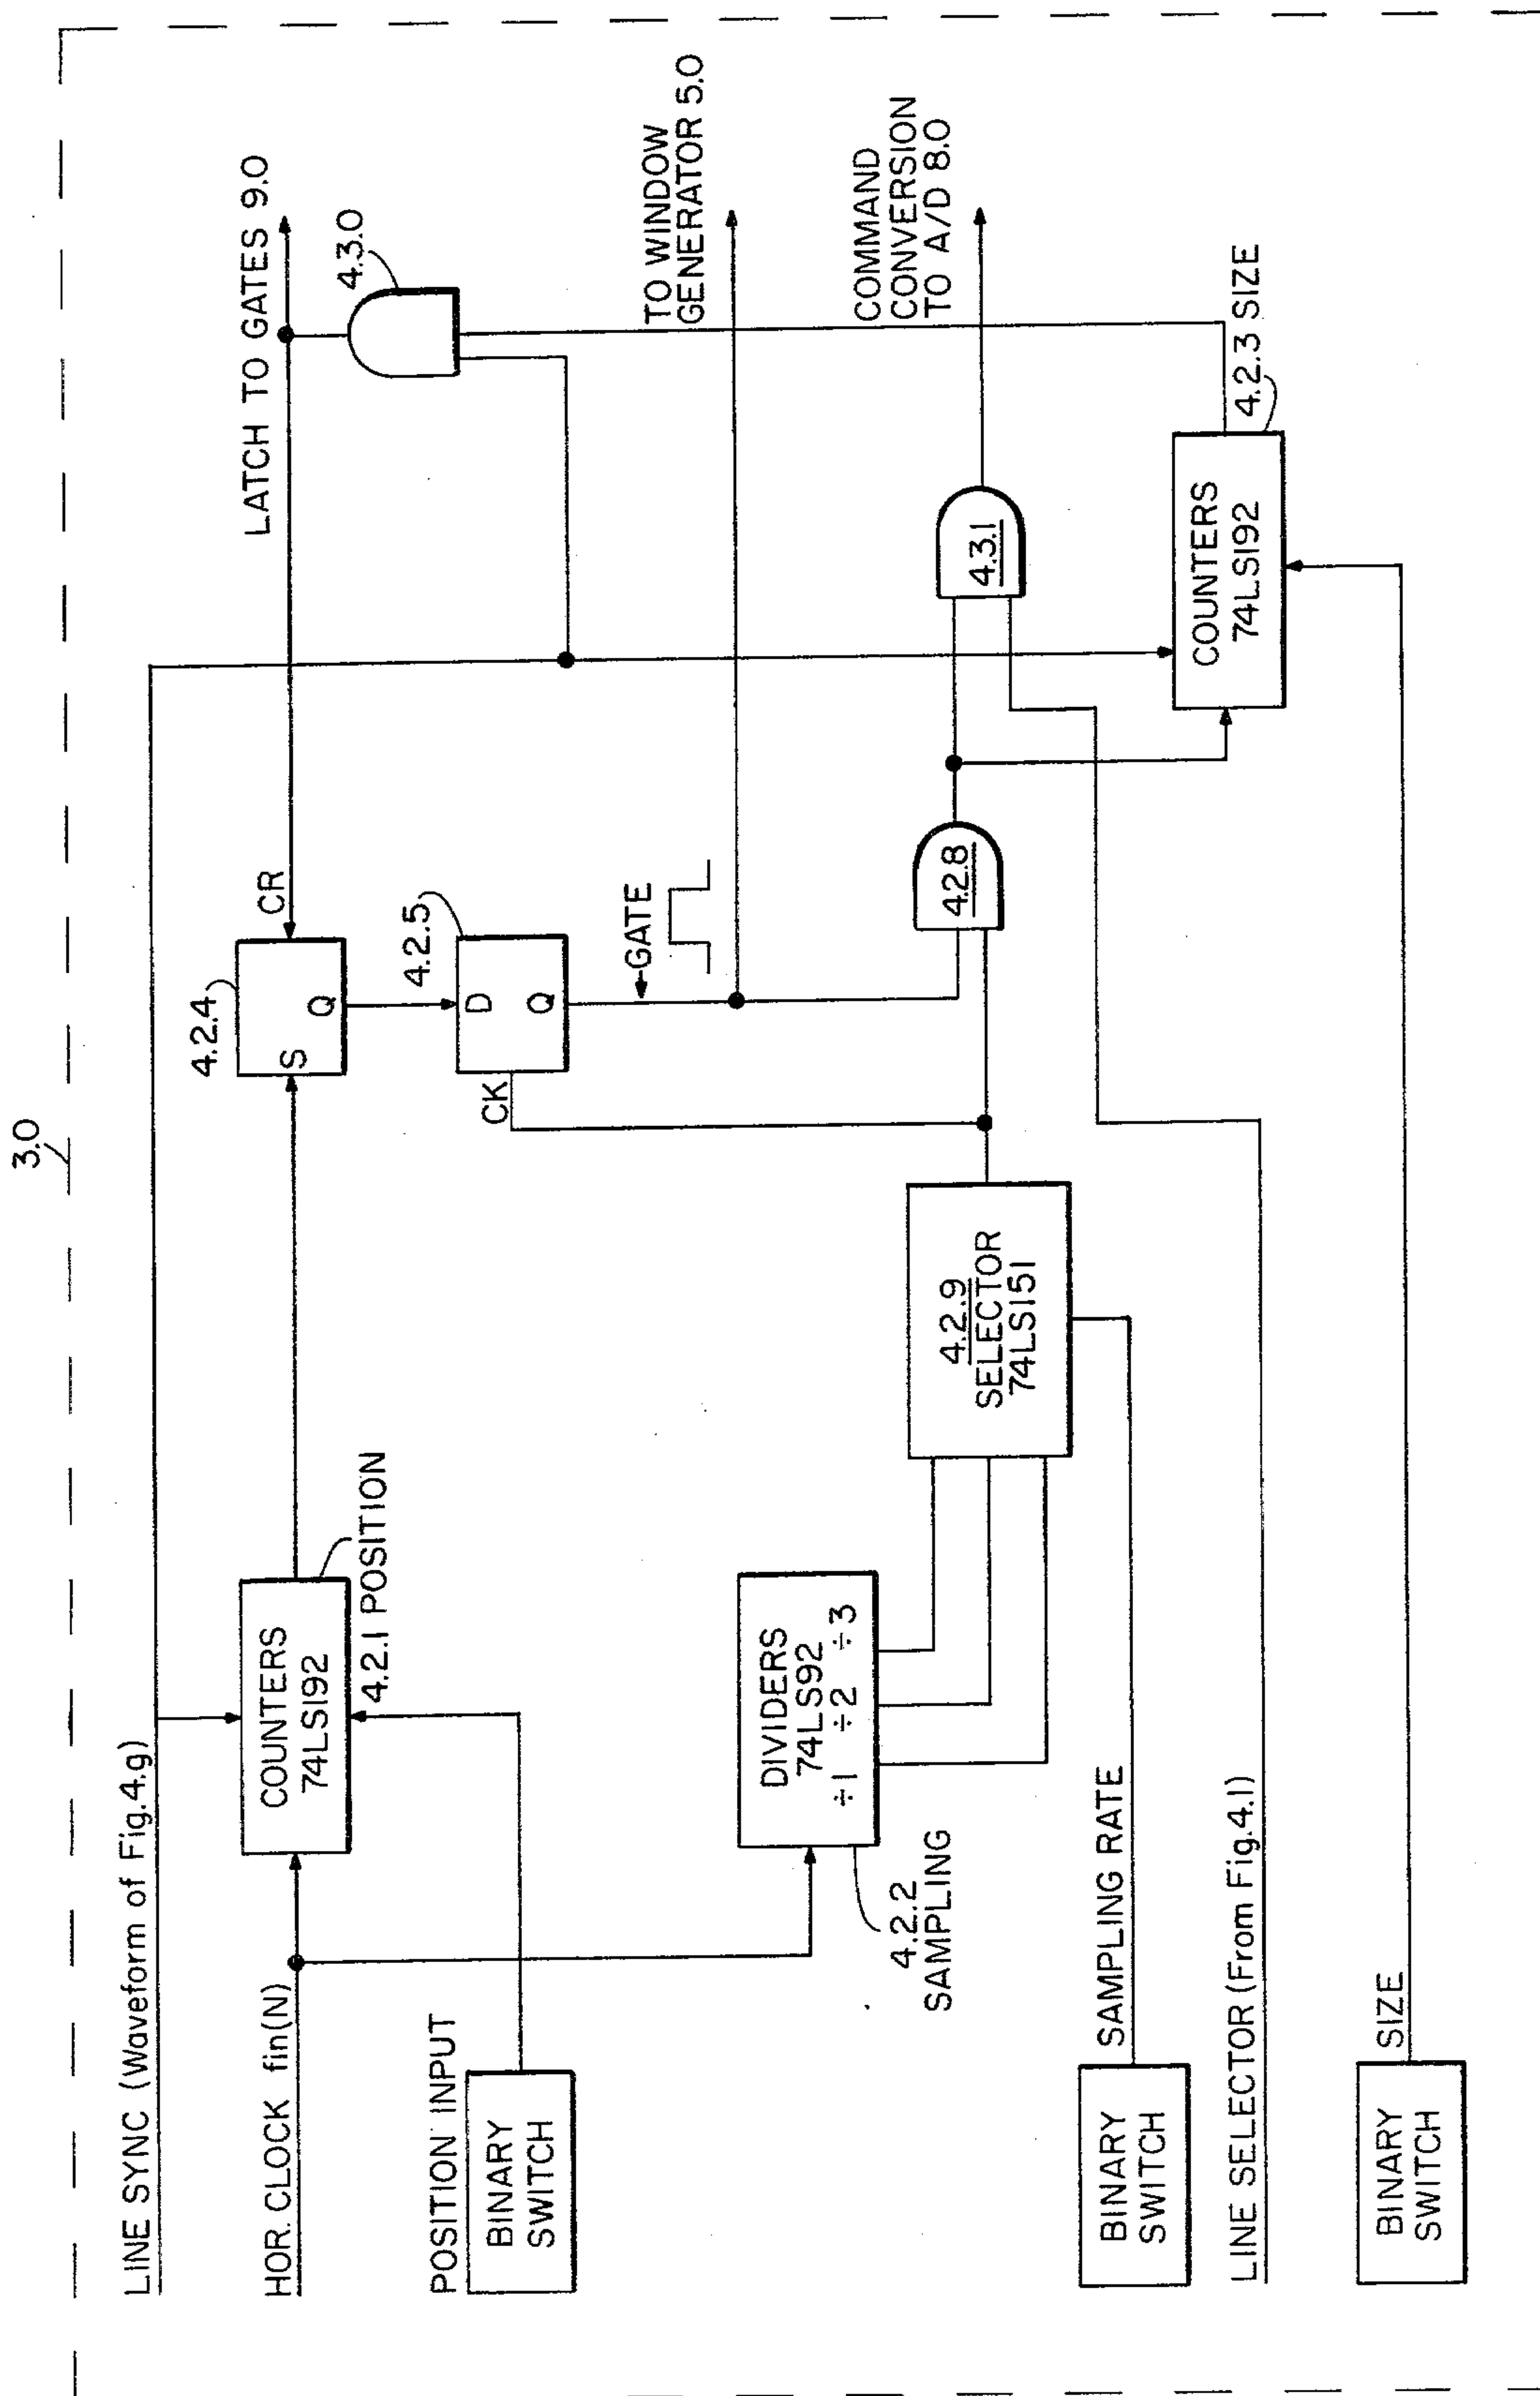 3.0
LINE SYNC (Waveform of Fig.4.g)
HOR. CLOCK fin(N)
COUNTERS
74LS192
4.2.1 POSITION
POSITION INPUT
BINARY
SWITCH
4.2.4
S
Q
CR
LATCH TO GATES 9.0
4.3.0
4.2.5
D
Q
CK
GATE
TO WINDOW
GENERATOR 5.0
DIVIDERS
74LS92
÷1 ÷2 ÷3
4.2.2
SAMPLING
4.2.9
SELECTOR
74LS151
4.2.8
4.3.1
COMMAND
CONVERSION
TO A/D 8.0
BINARY
SWITCH
SAMPLING RATE
LINE SELECTOR (From Fig.4.1)
COUNTERS
74LS192
4.2.3 SIZE
BINARY
SWITCH
SIZE